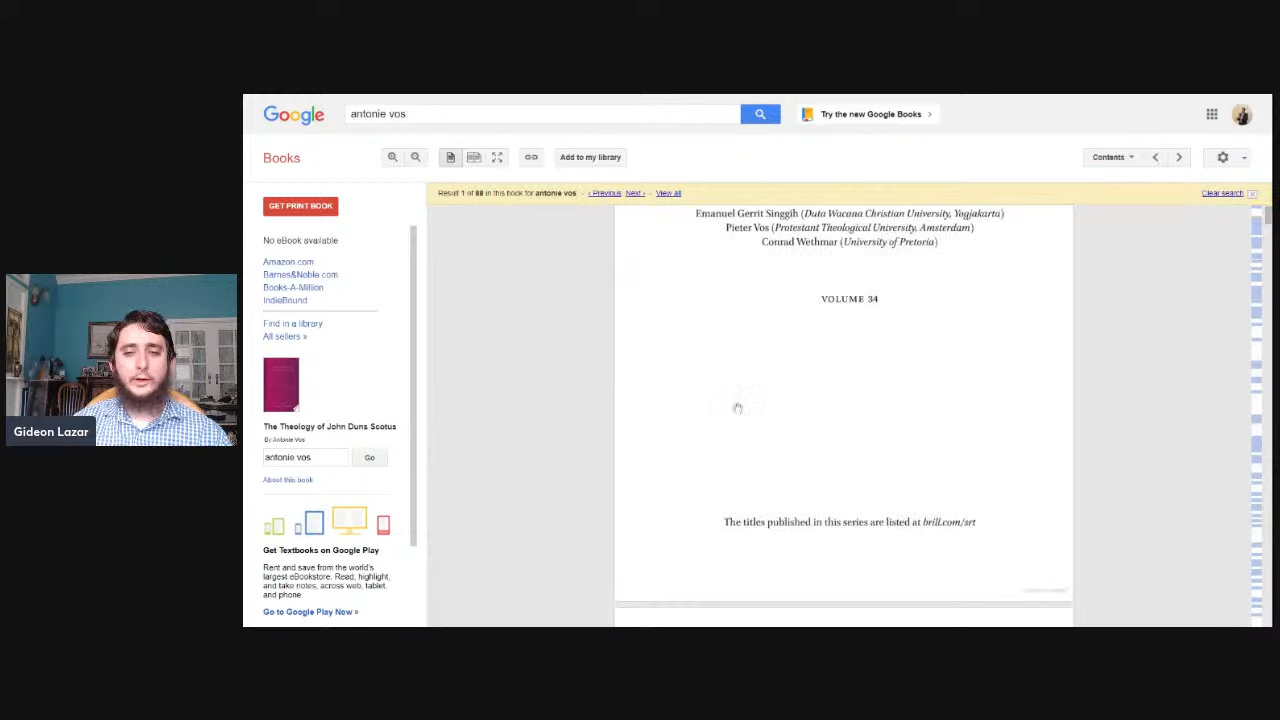 Google
antonie vos
Try the new Google Books ›
Books
Add to my library
Contents
Result 1 of 88 in this book for antonie vos - ‹ Previous Next › - View all
Clear search
GET PRINT BOOK
No eBook available
Amazon.com
Barnes&Noble.com
Books-A-Million
IndieBound
Find in a library
All sellers »
The Theology of John Duns Scotus
By Antonie Vos
antonie vos
Go
About this book
Get Textbooks on Google Play
Rent and save from the world's
largest eBookstore. Read, highlight,
and take notes, across web, tablet,
and phone.
Go to Google Play Now »
Emanuel Gerrit Singgih (Duta Wacana Christian University, Yogjakarta)
Pieter Vos (Protestant Theological University, Amsterdam)
Conrad Wethmar (University of Pretoria)
VOLUME 34
The titles published in this series are listed at brill.com/srt
Gideon Lazar